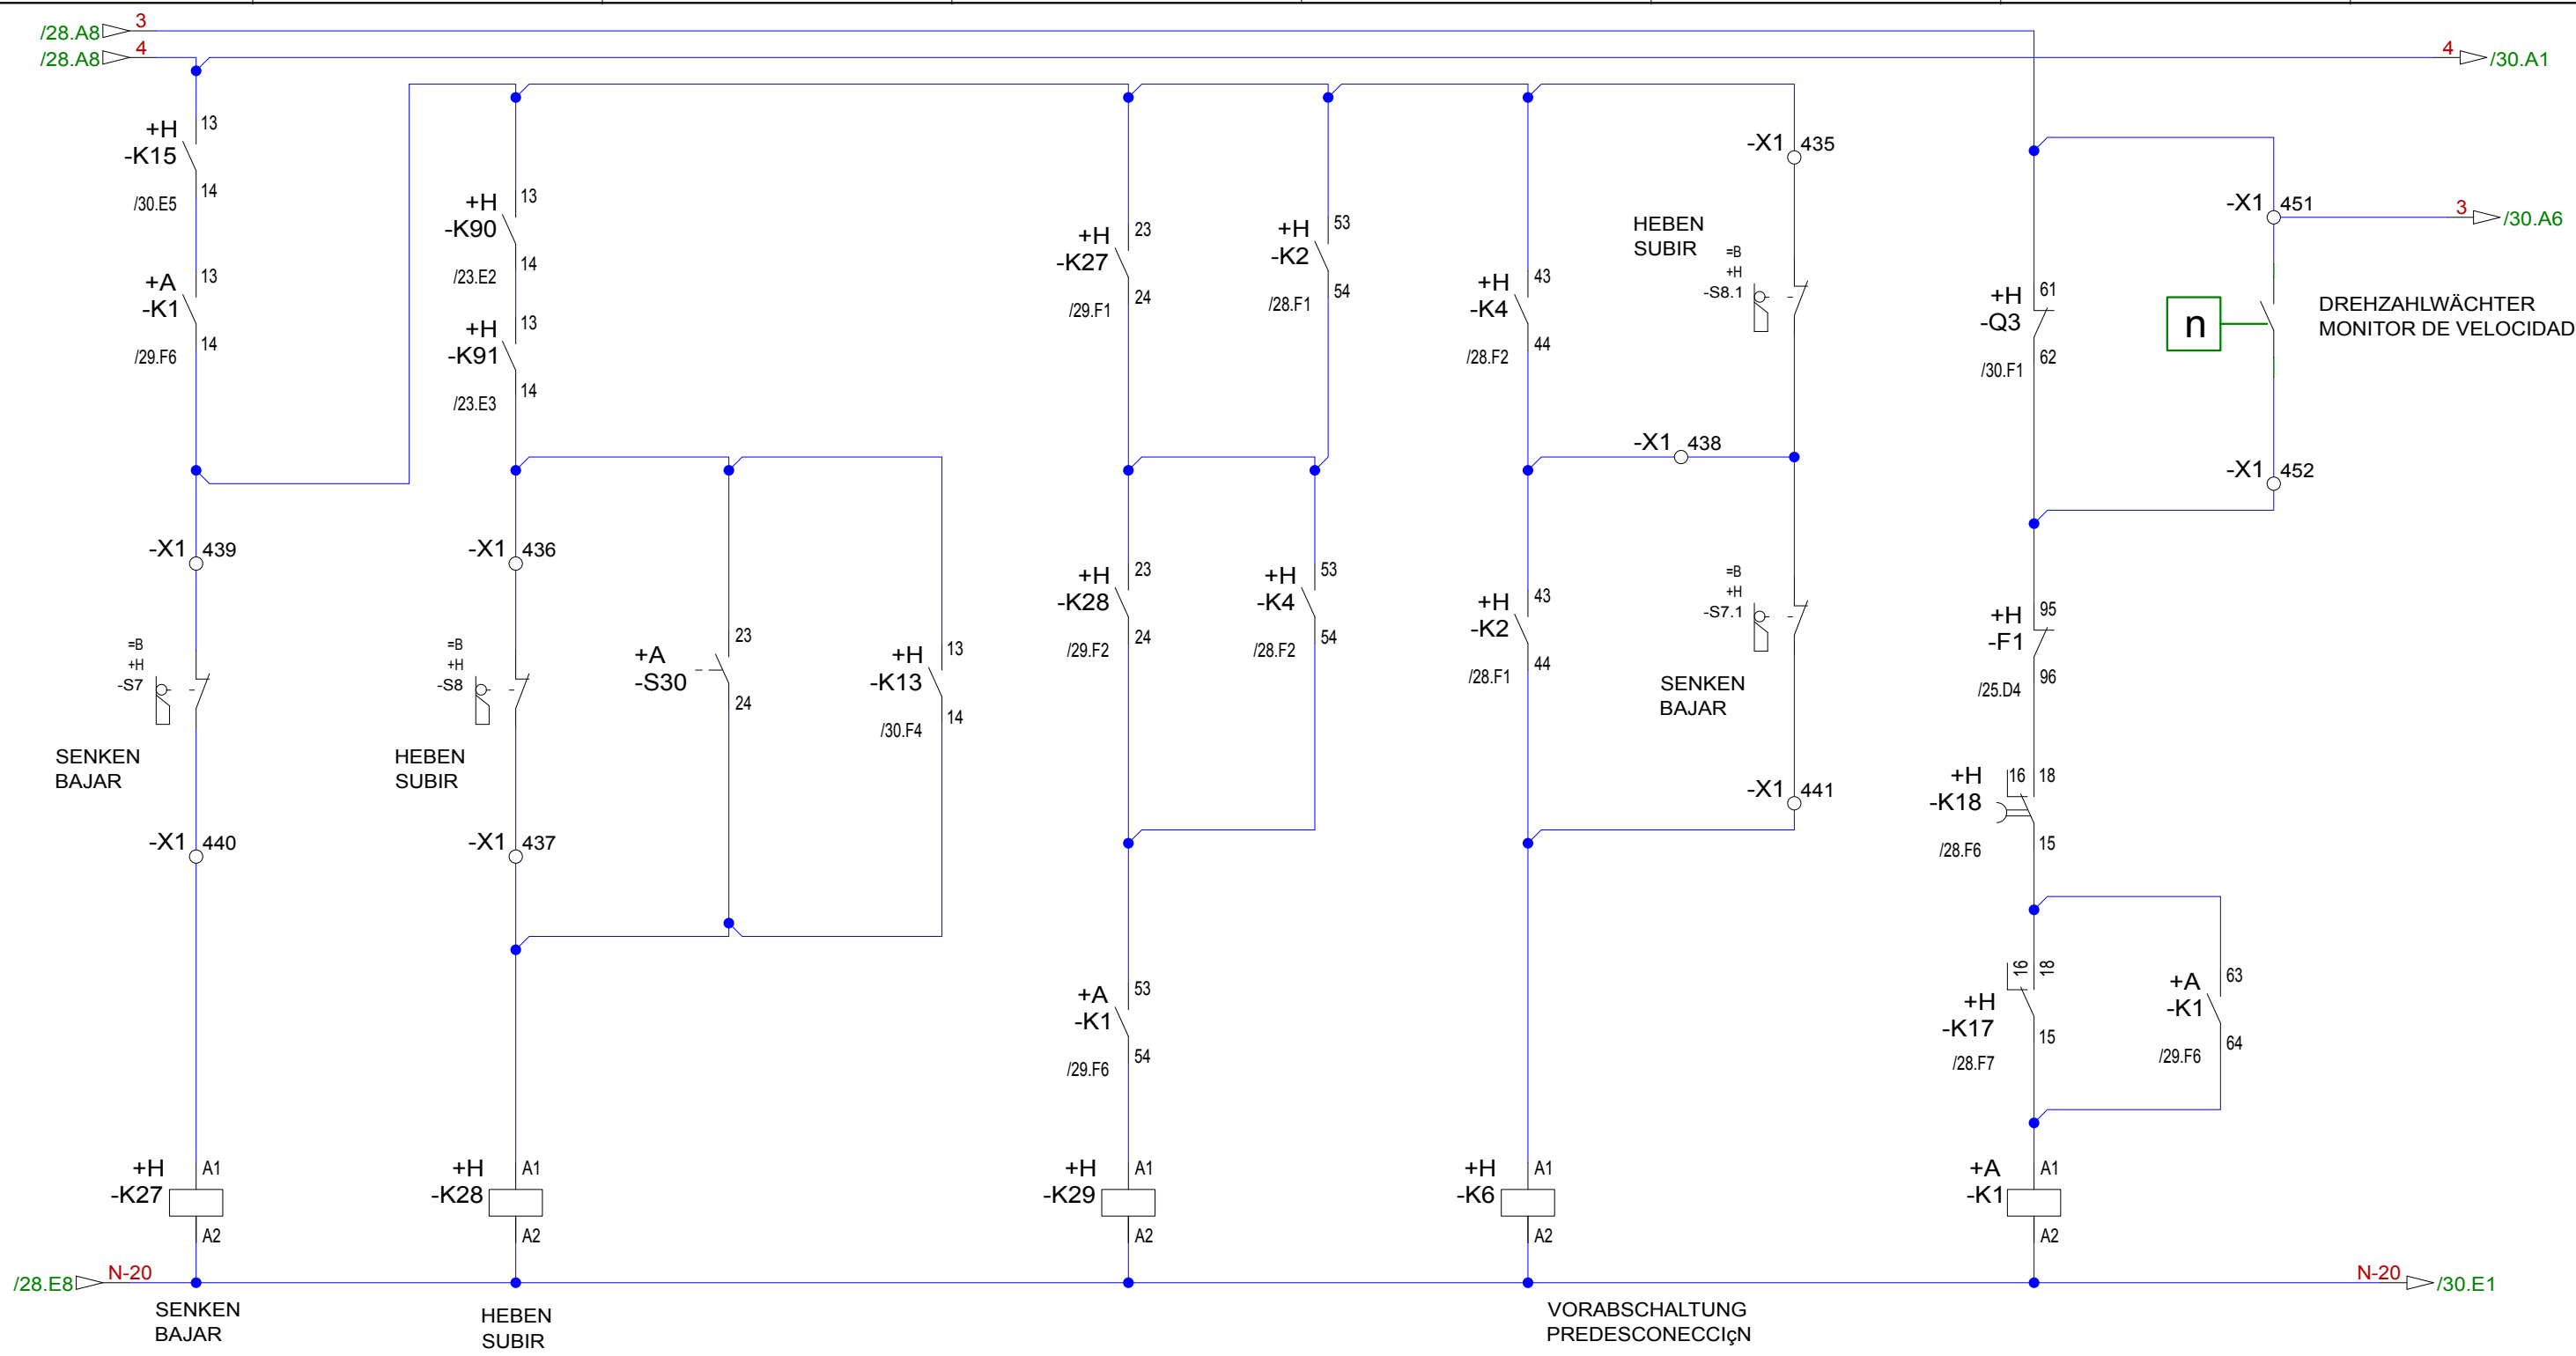 /28.A8 3
/28.A8 4
4 /30.A1
+H 13
-K15
14
/30.E5
+A 13
-K1
14
/29.F6
-X1 439
=B
+H
-S7
SENKEN
BAJAR
-X1 440
+H A1
-K27
A2
+H 13
-K90
14
/23.E2
+H 13
-K91
14
/23.E3
-X1 436
=B
+H
-S8
HEBEN
SUBIR
-X1 437
+H A1
-K28
A2
23
+A
-S30
24
13
+H
-K13
14
/30.F4
23
+H
-K27
24
/29.F1
53
+H
-K2
54
/28.F1
23
+H
-K28
24
/29.F2
53
+H
-K4
54
/28.F2
53
+A
-K1
54
/29.F6
+H A1
-K29
A2
43
+H
-K4
44
/28.F2
43
+H
-K2
44
/28.F1
+H A1
-K6
A2
-X1 435
HEBEN
SUBIR
=B
+H
-S8.1
-X1 438
=B
+H
-S7.1
SENKEN
BAJAR
-X1 441
61
+H
-Q3
62
/30.F1
-X1 451
3 /30.A6
n
DREHZAHLWÄCHTER
MONITOR DE VELOCIDAD
-X1 452
95
+H
-F1
96
/25.D4
+H 16 18
-K18
15
/28.F6
16 18
+H
-K17
15
/28.F7
63
+A
-K1
64
/29.F6
+A A1
-K1
A2
/28.E8 N-20
N-20 /30.E1
SENKEN
BAJAR
HEBEN
SUBIR
VORABSCHALTUNG
PREDESCONECCIçN